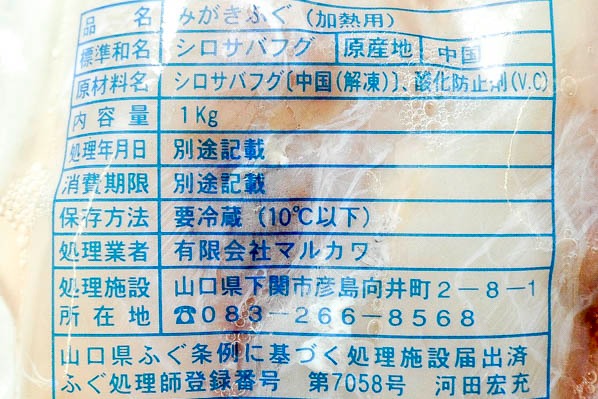 品名 みがきふぐ（加熱用）
標準和名 シロサバフグ 原産地 中国
原材料名 シロサバフグ〔中国（解凍）〕、酸化防止剤（V.C）
内容量 1Kg
処理年月日 別途記載
消費期限 別途記載
保存方法 要冷蔵（10℃以下）
処理業者 有限会社マルカワ
処理施設 山口県下関市彦島向井町2-8-1
所在地 ☎083-266-8568
山口県ふぐ条例に基づく処理施設届出済
ふぐ処理師登録番号 第7058号 河田宏充